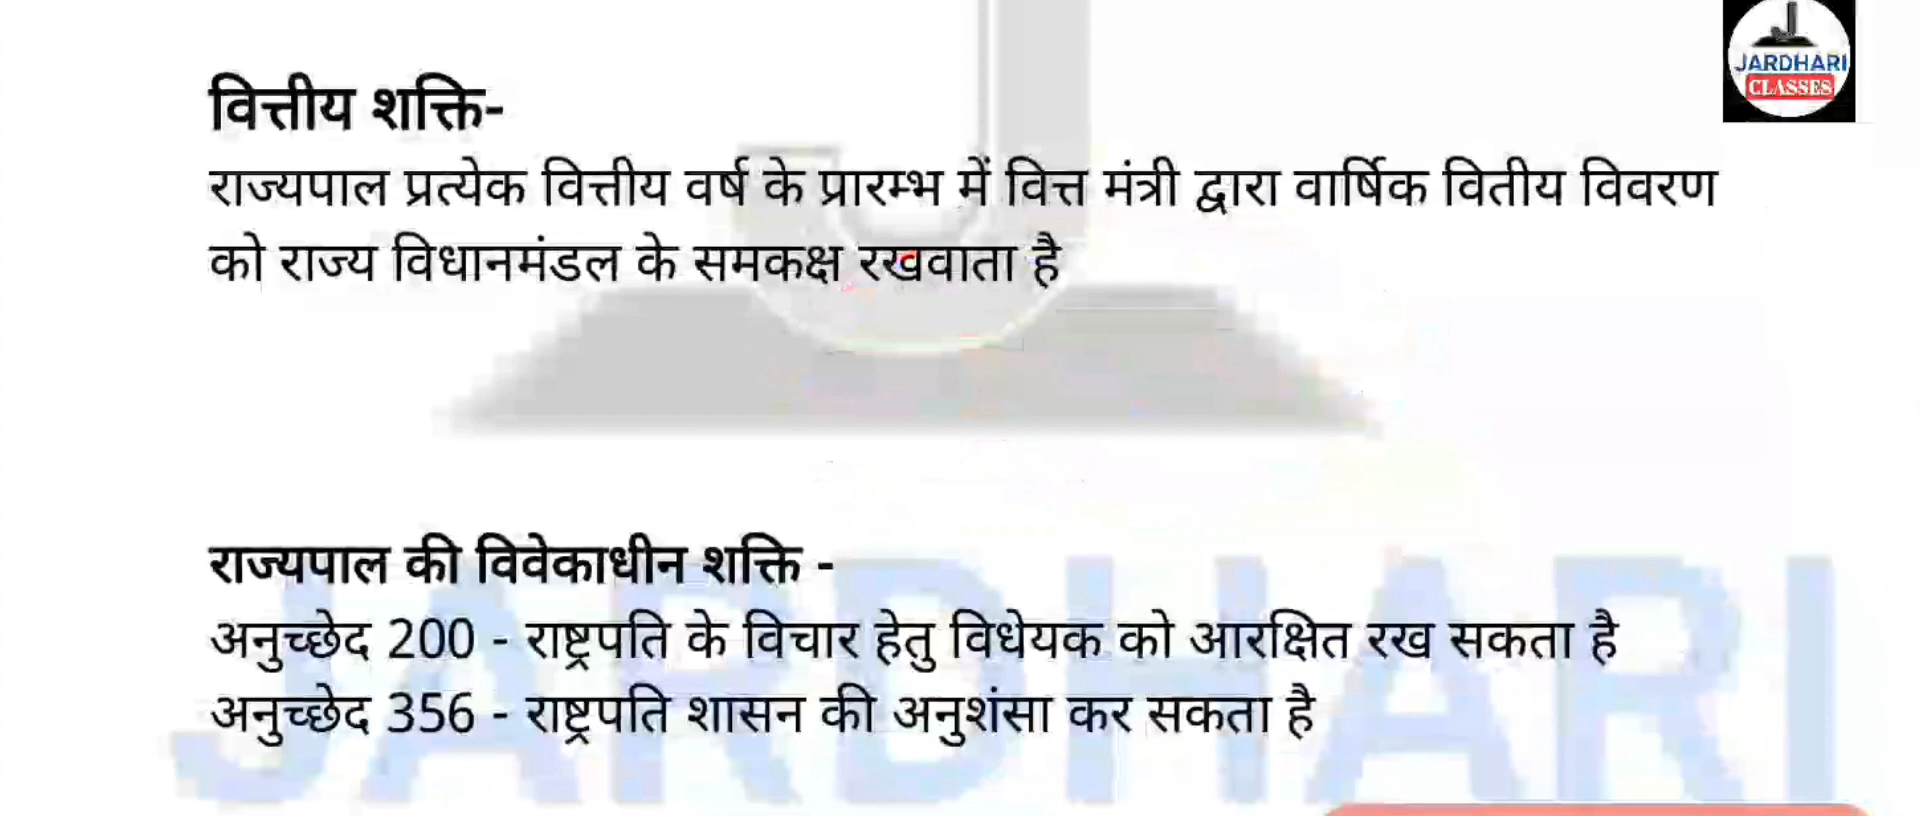 JARDHARI
CLASSES
वित्तीय शक्ति-
राज्यपाल प्रत्येक वित्तीय वर्ष के प्रारम्भ में वित्त मंत्री द्वारा वार्षिक वितीय विवरण
को राज्य विधानमंडल के समकक्ष रखवाता है
राज्यपाल की विवेकाधीन शक्ति -
अनुच्छेद 200 - राष्ट्रपति के विचार हेतु विधेयक को आरक्षित रख सकता है
अनुच्छेद 356 - राष्ट्रपति शासन की अनुशंसा कर सकता है
JARDHARI